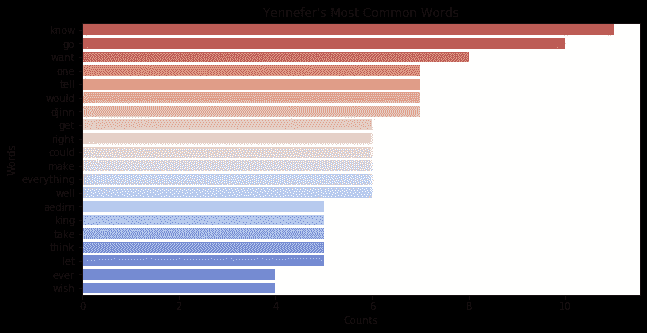 Yennefer's Most Common Words
know
go
want
one
tell
would
djinn
get
right
could
make
everything
well
aedirn
king
take
think
let
ever
wish
Words
0 2 4 6 8 10
Counts